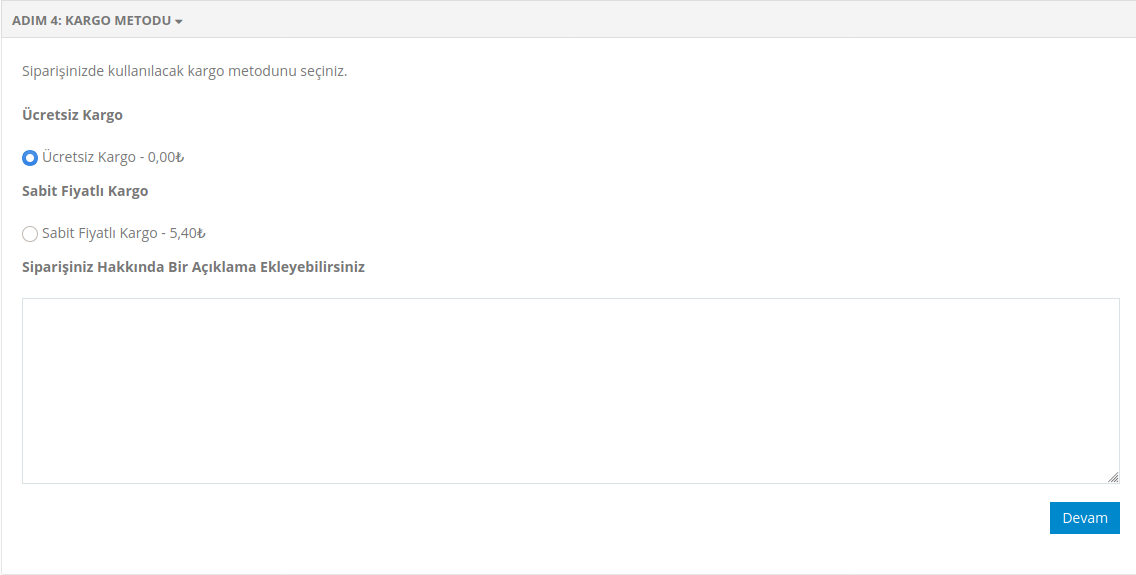 ADIM 4: KARGO METODU
Siparişinizde kullanılacak kargo metodunu seçiniz.
Ücretsiz Kargo
Ücretsiz Kargo - 0,00₺
Sabit Fiyatlı Kargo
Sabit Fiyatlı Kargo - 5,40₺
Siparişiniz Hakkında Bir Açıklama Ekleyebilirsiniz
Devam